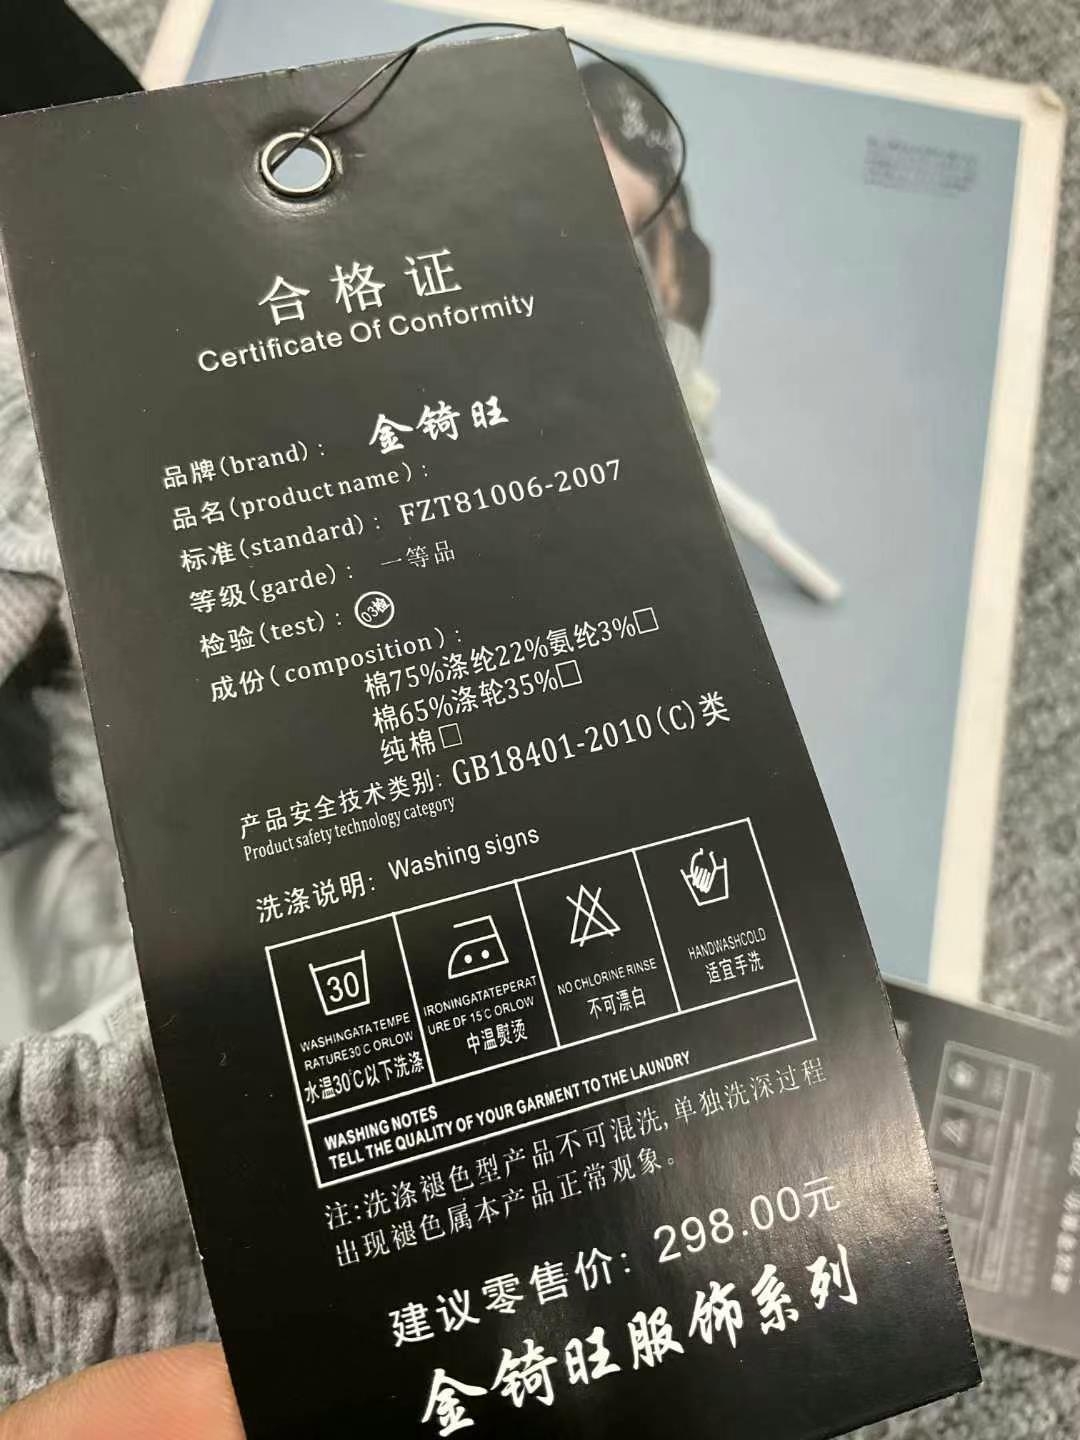 合格证
Certificate Of Conformity
品牌(brand): 金锜旺
品名(product name):
标准(standard): FZT81006-2007
等级(garde): 一等品
检验(test): 03检
成份(composition):
棉75%涤纶22%氨纶3%□
棉65%涤轮35%□
纯棉□
产品安全技术类别: GB18401-2010(C)类
Product safety technology category
洗涤说明: Washing signs
30
WASHINGATA TEMPE
RATURE30℃ ORLOW
水温30℃以下洗涤
IRONINGATATEPERAT
URE DF 15℃ ORLOW
中温熨烫
NO CHLORINE RINSE
不可漂白
HANDWASHCOLD
适宜手洗
WASHING NOTES
TELL THE QUALITY OF YOUR GARMENT TO THE LAUNDRY
注:洗涤褪色型产品不可混洗,单独洗深过程
出现褪色属本产品正常观象。
建议零售价: 298.00元
金锜旺服饰系列